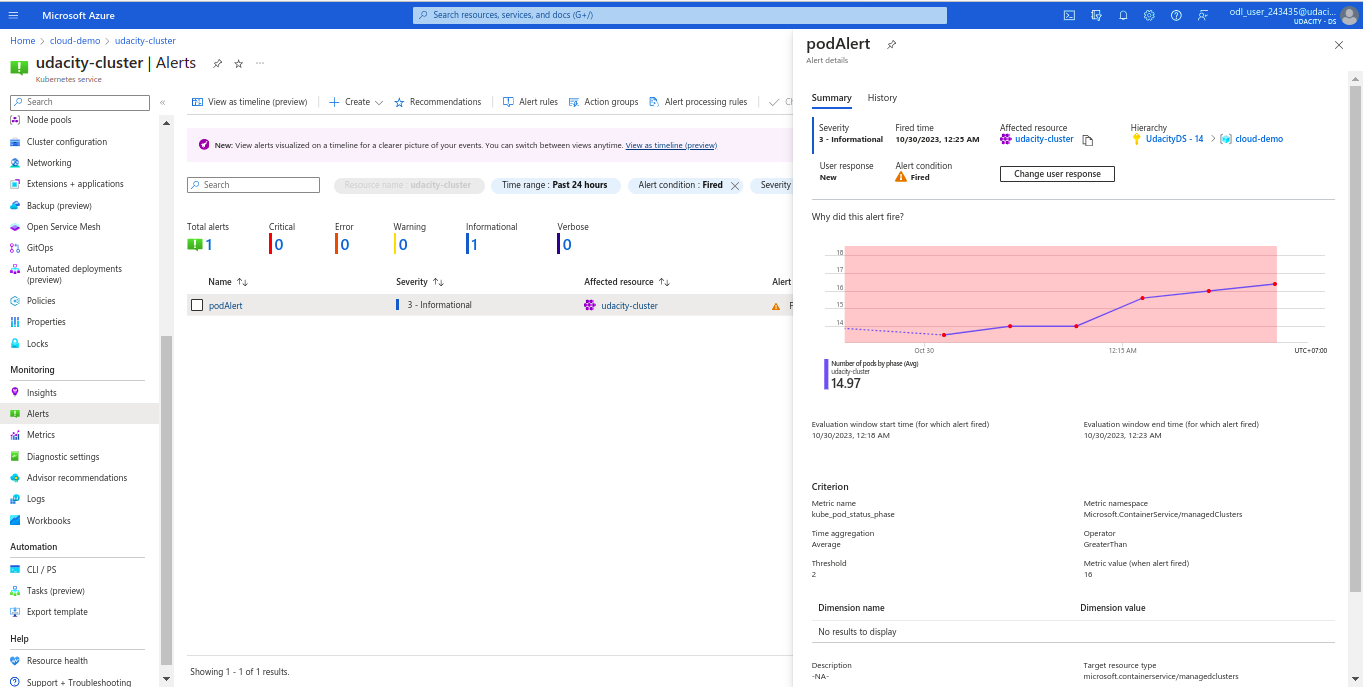 Microsoft Azure
Search resources, services, and docs (G+/)
odl_user_243435@udaci...
UDACITY - DS
Home > cloud-demo > udacity-cluster
udacity-cluster | Alerts
Kubernetes service
Search
Node pools
Cluster configuration
Networking
Extensions + applications
Backup (preview)
Open Service Mesh
GitOps
Automated deployments
(preview)
Policies
Properties
Locks
Monitoring
Insights
Alerts
Metrics
Diagnostic settings
Advisor recommendations
Logs
Workbooks
Automation
CLI / PS
Tasks (preview)
Export template
Help
Resource health
Support + Troubleshooting
View as timeline (preview)
Create
Recommendations
Alert rules
Action groups
Alert processing rules
New: View alerts visualized on a timeline for a clearer picture of your events. You can switch between views anytime. View as timeline (preview)
Search
Resource name : udacity-cluster
Time range : Past 24 hours
Alert condition : Fired
Severity
Total alerts
1
Critical
0
Error
0
Warning
0
Informational
1
Verbose
0
Name
Severity
Affected resource
Alert
podAlert
3 - Informational
udacity-cluster
F
Showing 1 - 1 of 1 results.
podAlert
Alert details
Summary
History
Severity
3 - Informational
Fired time
10/30/2023, 12:25 AM
Affected resource
udacity-cluster
Hierarchy
UdacityDS - 14 > cloud-demo
User response
New
Alert condition
Fired
Change user response
Why did this alert fire?
18
17
16
15
14
Oct 30
12:15 AM
UTC+07:00
Number of pods by phase (Avg)
udacity-cluster
14.97
Evaluation window start time (for which alert fired)
10/30/2023, 12:18 AM
Evaluation window end time (for which alert fired)
10/30/2023, 12:23 AM
Criterion
Metric name
kube_pod_status_phase
Metric namespace
Microsoft.ContainerService/managedClusters
Time aggregation
Average
Operator
GreaterThan
Threshold
2
Metric value (when alert fired)
16
Dimension name
Dimension value
No results to display
Description
-NA-
Target resource type
microsoft.containerservice/managedclusters